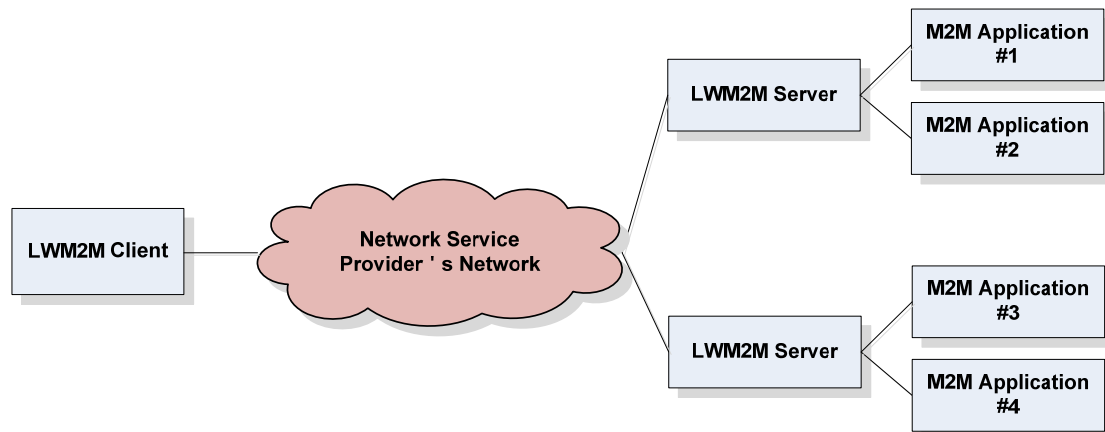 M2M Application
#1
LWM2M Server
M2M Application
#2
LWM2M Client
Network Service
Provider ' s Network
M2M Application
#3
LWM2M Server
M2M Application
#4